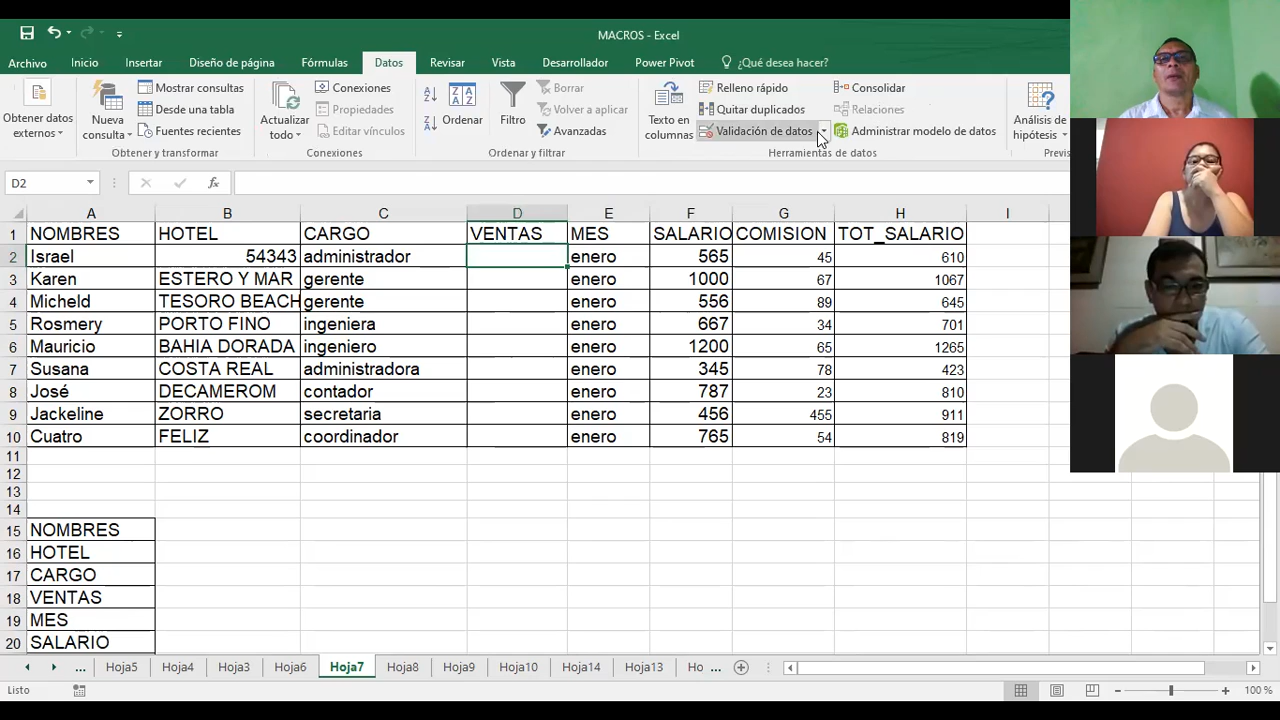 MACROS - Excel
Archivo Inicio Insertar Diseño de página Fórmulas Datos Revisar Vista Desarrollador Power Pivot ¿Qué desea hacer?
Obtener datos externos
Nueva consulta
Mostrar consultas
Desde una tabla
Fuentes recientes
Obtener y transformar
Actualizar todo
Conexiones
Propiedades
Editar vínculos
Conexiones
Ordenar
Filtro
Borrar
Volver a aplicar
Avanzadas
Ordenar y filtrar
Texto en columnas
Relleno rápido
Quitar duplicados
Validación de datos
Consolidar
Relaciones
Administrar modelo de datos
Herramientas de datos
Análisis de hipótesis
Previs
D2 fx
A B C D E F G H I
1 NOMBRES HOTEL CARGO VENTAS MES SALARIO COMISION TOT_SALARIO
2 Israel 54343 administrador enero 565 45 610
3 Karen ESTERO Y MAR gerente enero 1000 67 1067
4 Micheld TESORO BEACH gerente enero 556 89 645
5 Rosmery PORTO FINO ingeniera enero 667 34 701
6 Mauricio BAHIA DORADA ingeniero enero 1200 65 1265
7 Susana COSTA REAL administradora enero 345 78 423
8 José DECAMEROM contador enero 787 23 810
9 Jackeline ZORRO secretaria enero 456 455 911
10 Cuatro FELIZ coordinador enero 765 54 819
11
12
13
14
15 NOMBRES
16 HOTEL
17 CARGO
18 VENTAS
19 MES
20 SALARIO
... Hoja5 Hoja4 Hoja3 Hoja6 Hoja7 Hoja8 Hoja9 Hoja10 Hoja14 Hoja13 Ho ...
Listo 100 %